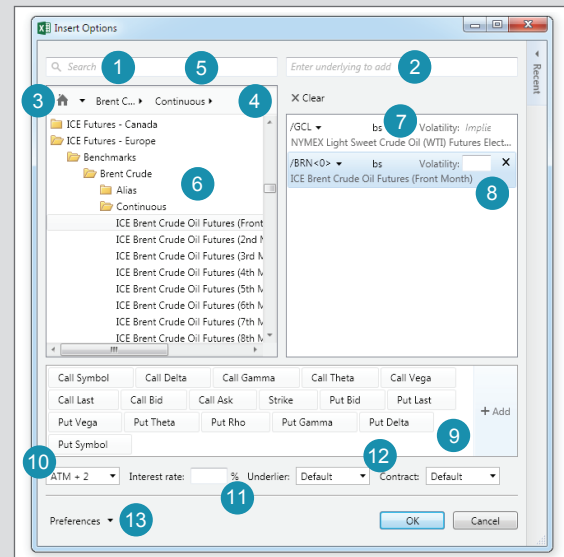 Insert Options
Search 1 5
Enter underlying to add 2
Recent
3 Brent C... Continuous 4
Clear
7
ICE Futures - Canada
ICE Futures - Europe
Benchmarks
Brent Crude
6
Alias
Continuous
ICE Brent Crude Oil Futures (Front
ICE Brent Crude Oil Futures (2nd
ICE Brent Crude Oil Futures (3rd M
ICE Brent Crude Oil Futures (4th M
ICE Brent Crude Oil Futures (5th M
ICE Brent Crude Oil Futures (6th M
ICE Brent Crude Oil Futures (7th M
ICE Brent Crude Oil Futures (8th M
/GCL bs Volatility: Implie
NYMEX Light Sweet Crude Oil (WTI) Futures Elect...
/BRN<0> bs Volatility: X
ICE Brent Crude Oil Futures (Front Month)
8
Call Symbol Call Delta Call Gamma Call Theta Call Vega
Call Last Call Bid Call Ask Strike Put Bid Put Last
Put Vega Put Theta Put Rho Put Gamma Put Delta
Put Symbol
+ Add
9
10
12
ATM + 2 Interest rate: % Underlier: Default Contract: Default
11
Preferences 13 OK Cancel